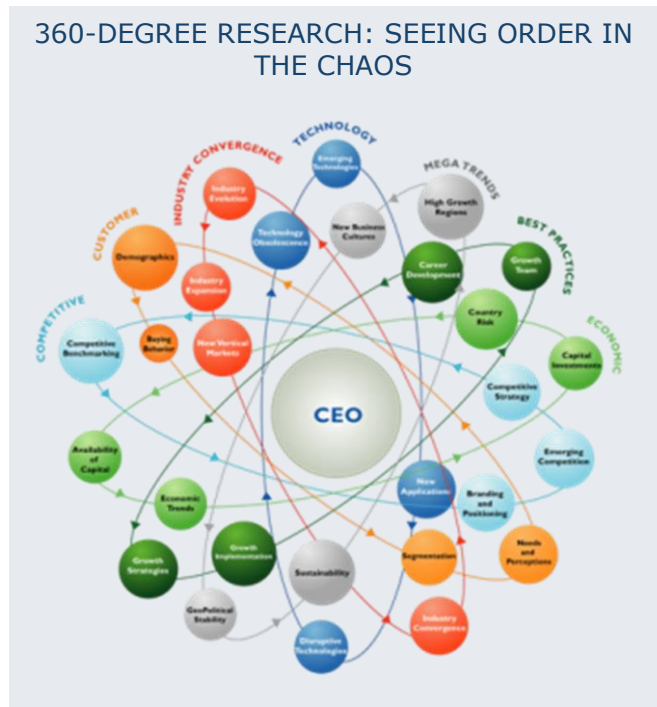 360-DEGREE RESEARCH: SEEING ORDER IN
THE CHAOS
TECHNOLOGY
INDUSTRY CONVERGENCE
MEGA TRENDS
CUSTOMER
BEST PRACTICES
COMPETITIVE
ECONOMIC
Emerging
Technologies
Industry
Evolution
High Growth
Regions
Technology
Obsolescence
New Business
Cultures
Demographics
Career
Development
Growth
Team
Industry
Expansion
Country
Risk
Competitive
Benchmarking
Buying
Behavior
New Vertical
Markets
Capital
Investments
Competitive
Strategy
CEO
Availability
of
Capital
Emerging
Competition
New
Applications
Branding
and
Positioning
Economic
Trends
Growth
Strategies
Growth
Implementation
Sustainability
Segmentation
Needs
and
Perceptions
GeoPolitical
Stability
Industry
Convergence
Disruptive
Technologies